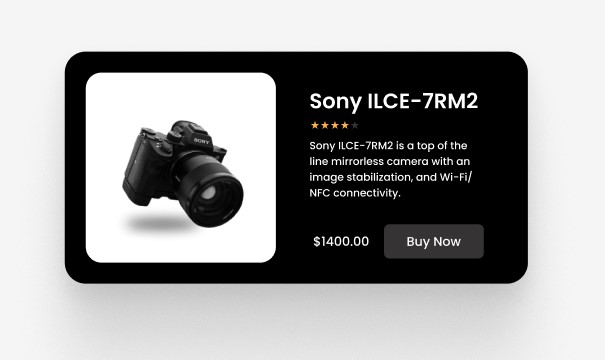 SONY
Sony ILCE-7RM2
Sony ILCE-7RM2 is a top of the
line mirrorless camera with an
image stabilization, and Wi-Fi/
NFC connectivity.
$1400.00
Buy Now